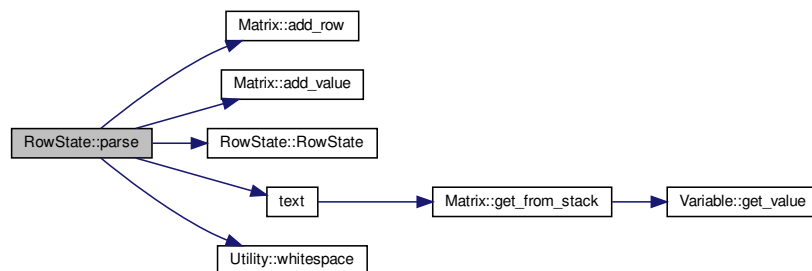 Matrix::add_row
Matrix::add_value
RowState::parse
RowState::RowState
text
Matrix::get_from_stack
Variable::get_value
Utility::whitespace